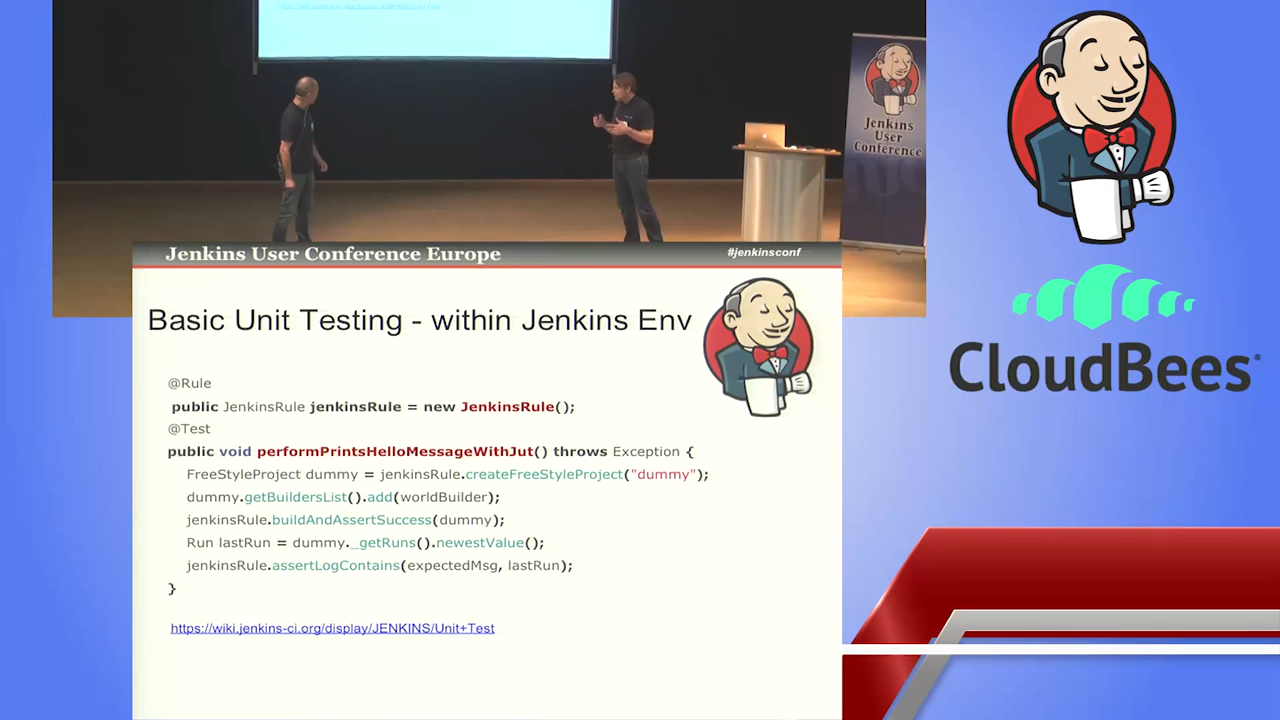 Jenkins
User
Conference
Jenkins User Conference Europe
#jenkinsconf
Basic Unit Testing - within Jenkins Env
@Rule
public JenkinsRule jenkinsRule = new JenkinsRule();
@Test
public void performPrintsHelloMessageWithJut() throws Exception {
FreeStyleProject dummy = jenkinsRule.createFreeStyleProject("dummy");
dummy.getBuildersList().add(worldBuilder);
jenkinsRule.buildAndAssertSuccess(dummy);
Run lastRun = dummy._getRuns().newestValue();
jenkinsRule.assertLogContains(expectedMsg, lastRun);
}
https://wiki.jenkins-ci.org/display/JENKINS/Unit+Test
CloudBees